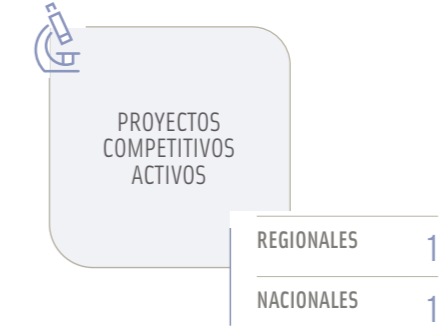 PROYECTOS
COMPETITIVOS
ACTIVOS
REGIONALES 1
NACIONALES 1